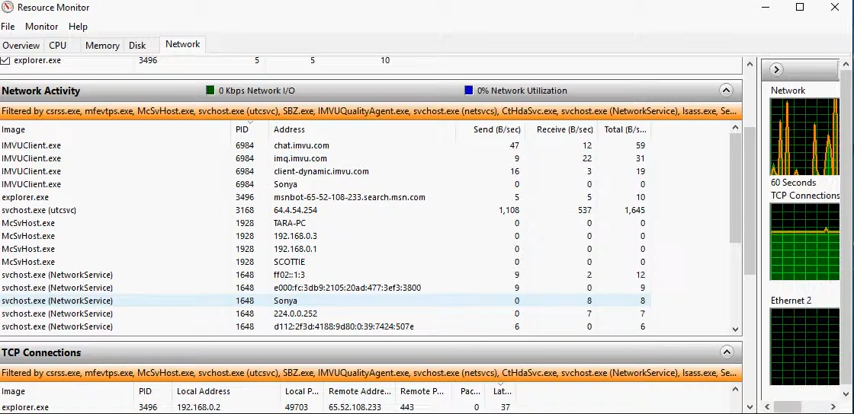 Resource Monitor
File Monitor Help
Overview CPU Memory Disk Network
explorer.exe 3496 5 5 10
Network Activity 0 Kbps Network I/O 0% Network Utilization
Filtered by csrss.exe, mfevtps.exe, McSvHost.exe, svchost.exe (utcsvc), SBZ.exe, IMVUQualityAgent.exe, svchost.exe (netsvcs), CtHdaSvc.exe, svchost.exe (NetworkService), lsass.exe, Se...
Image PID Address Send (B/sec) Receive (B/sec) Total (B/s...
IMVUClient.exe 6984 chat.imvu.com 47 12 59
IMVUClient.exe 6984 imq.imvu.com 9 22 31
IMVUClient.exe 6984 client-dynamic.imvu.com 16 3 19
IMVUClient.exe 6984 Sonya 0 0 0
explorer.exe 3496 msnbot-65-52-108-233.search.msn.com 5 5 10
svchost.exe (utcsvc) 3168 64.4.54.254 1,108 537 1,645
McSvHost.exe 1928 TARA-PC 0 0 0
McSvHost.exe 1928 192.168.0.3 0 0 0
McSvHost.exe 1928 192.168.0.1 0 0 0
McSvHost.exe 1928 SCOTTIE 0 0 0
svchost.exe (NetworkService) 1648 ff02::1:3 9 2 12
svchost.exe (NetworkService) 1648 e000:fc:3db9:2105:20ad:477:3ef3:3800 9 0 9
svchost.exe (NetworkService) 1648 Sonya 0 8 8
svchost.exe (NetworkService) 1648 224.0.0.252 0 7 7
svchost.exe (NetworkService) 1648 d112:2f3d:4188:9d80:0:39:7424:507e 6 0 6
TCP Connections
Filtered by csrss.exe, mfevtps.exe, McSvHost.exe, svchost.exe (utcsvc), SBZ.exe, IMVUQualityAgent.exe, svchost.exe (netsvcs), CtHdaSvc.exe, svchost.exe (NetworkService), lsass.exe, Se...
Image PID Local Address Local P... Remote Addre... Remote P... Pac... Lat...
explorer.exe 3496 192.168.0.2 49703 65.52.108.233 443 0 37
Network
60 Seconds
TCP Connections
Ethernet 2